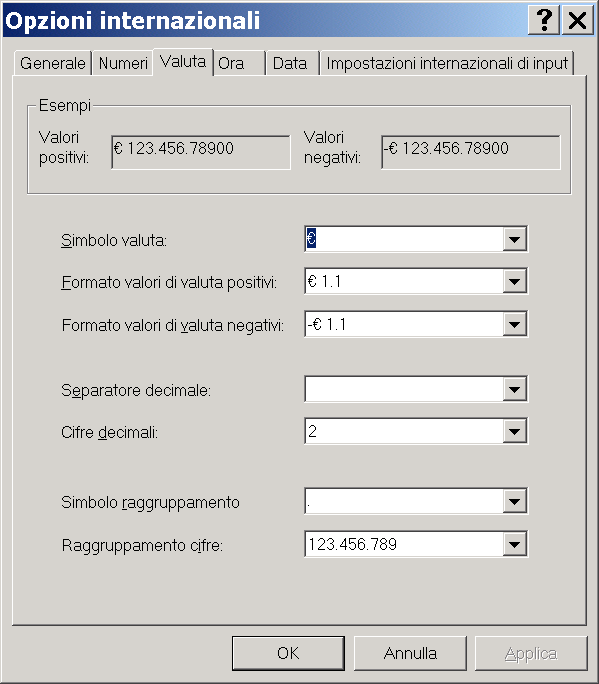 Opzioni internazionali
Generale Numeri Valuta Ora Data Impostazioni internazionali di input
Esempi
Valori positivi: € 123.456.78900 Valori negativi: -€ 123.456.78900
Simbolo valuta: €
Formato valori di valuta positivi: € 1.1
Formato valori di valuta negativi: -€ 1.1
Separatore decimale:
Cifre decimali: 2
Simbolo raggruppamento .
Raggruppamento cifre: 123.456.789
OK Annulla Applica